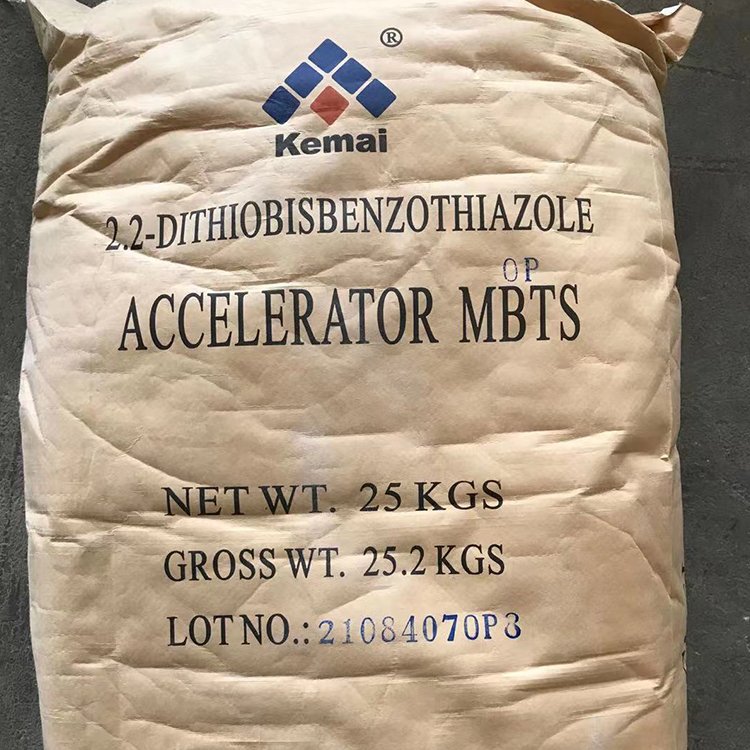 ®
Kemai
2.2-DITHIOBISBENZOTHIAZOLE
OP
ACCELERATOR MBTS
NET WT. 25 KGS
GROSS WT. 25.2 KGS
LOT NO.: 21084070P3